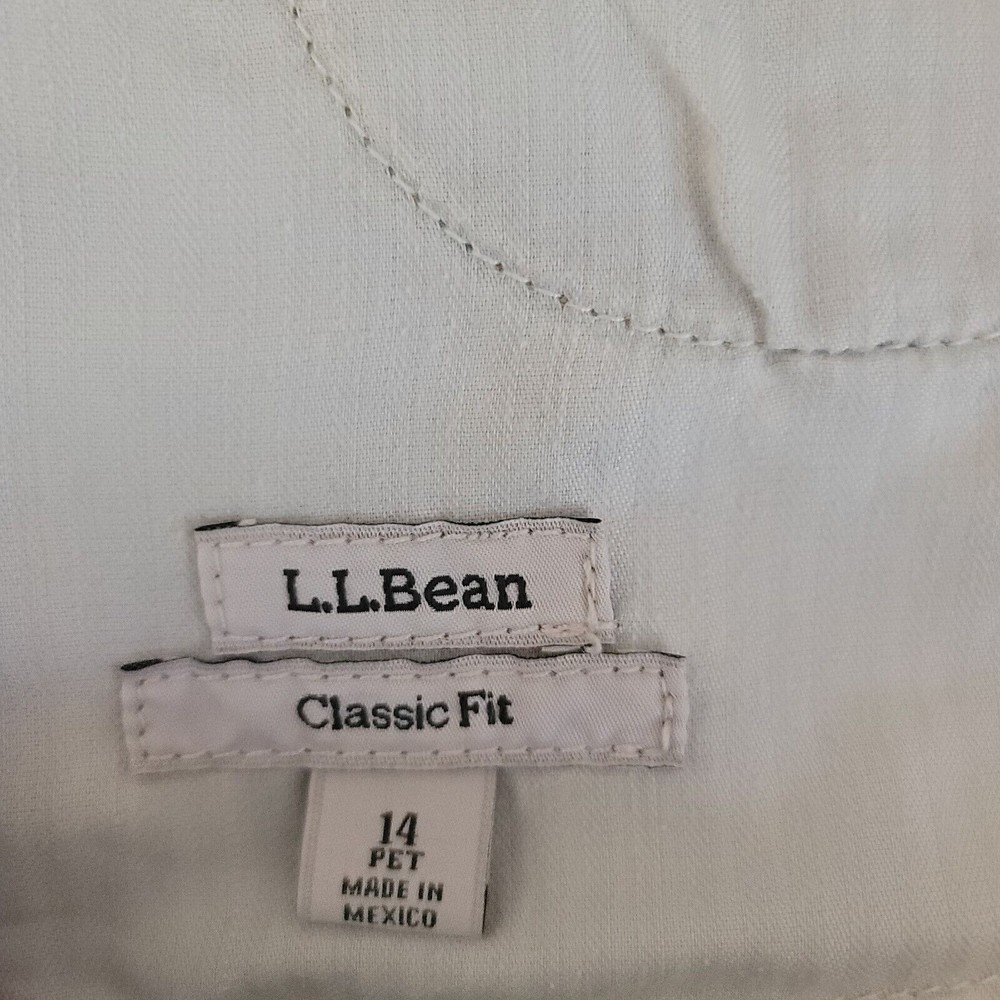 L.L.Bean
Classic Fit
14
PET
MADE IN
MEXICO